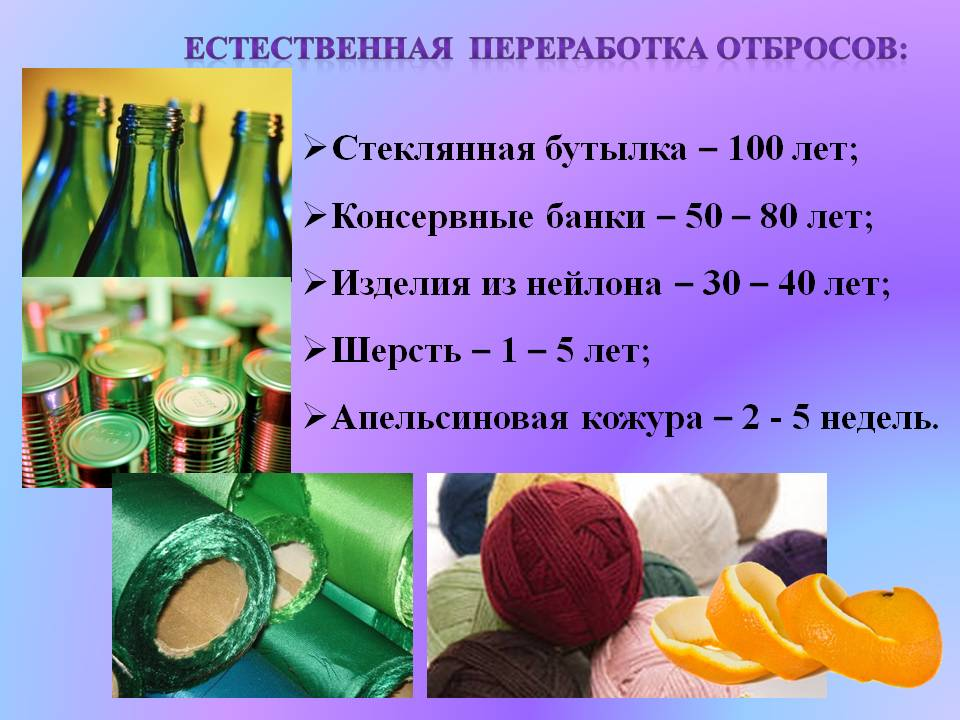 ЕСТЕСТВЕННАЯ ПЕРЕРАБОТКА ОТБРОСОВ:
➢Стеклянная бутылка – 100 лет;
➢Консервные банки – 50 – 80 лет;
➢Изделия из нейлона – 30 – 40 лет;
➢Шерсть – 1 – 5 лет;
➢Апельсиновая кожура – 2 - 5 недель.